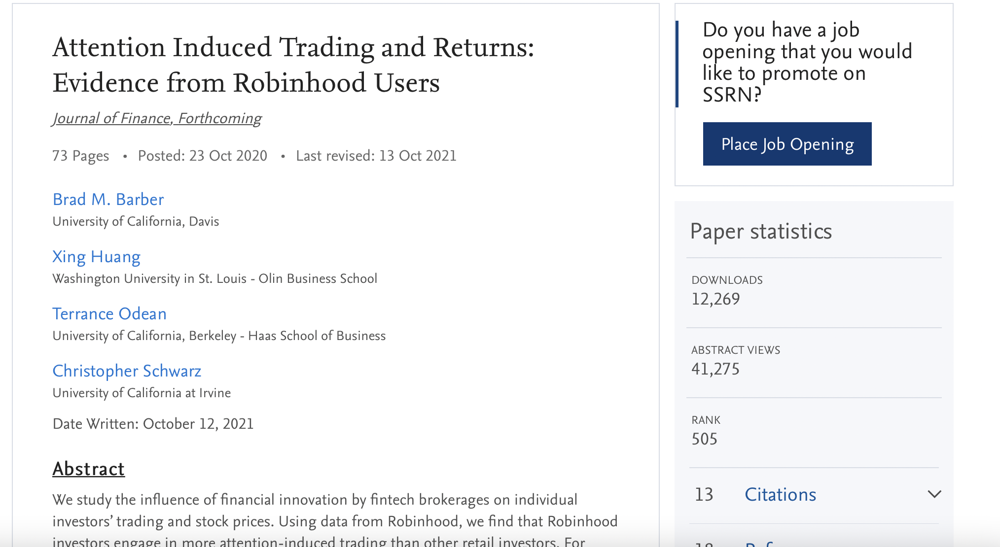 Attention Induced Trading and Returns:
Evidence from Robinhood Users
Journal of Finance, Forthcoming
73 Pages • Posted: 23 Oct 2020 • Last revised: 13 Oct 2021
Brad M. Barber
University of California, Davis
Xing Huang
Washington University in St. Louis - Olin Business School
Terrance Odean
University of California, Berkeley - Haas School of Business
Christopher Schwarz
University of California at Irvine
Date Written: October 12, 2021
Abstract
We study the influence of financial innovation by fintech brokerages on individual
investors’ trading and stock prices. Using data from Robinhood, we find that Robinhood
investors engage in more attention-induced trading than other retail investors. For
Do you have a job
opening that you would
like to promote on
SSRN?
Place Job Opening
Paper statistics
DOWNLOADS
12,269
ABSTRACT VIEWS
41,275
RANK
505
13 Citations